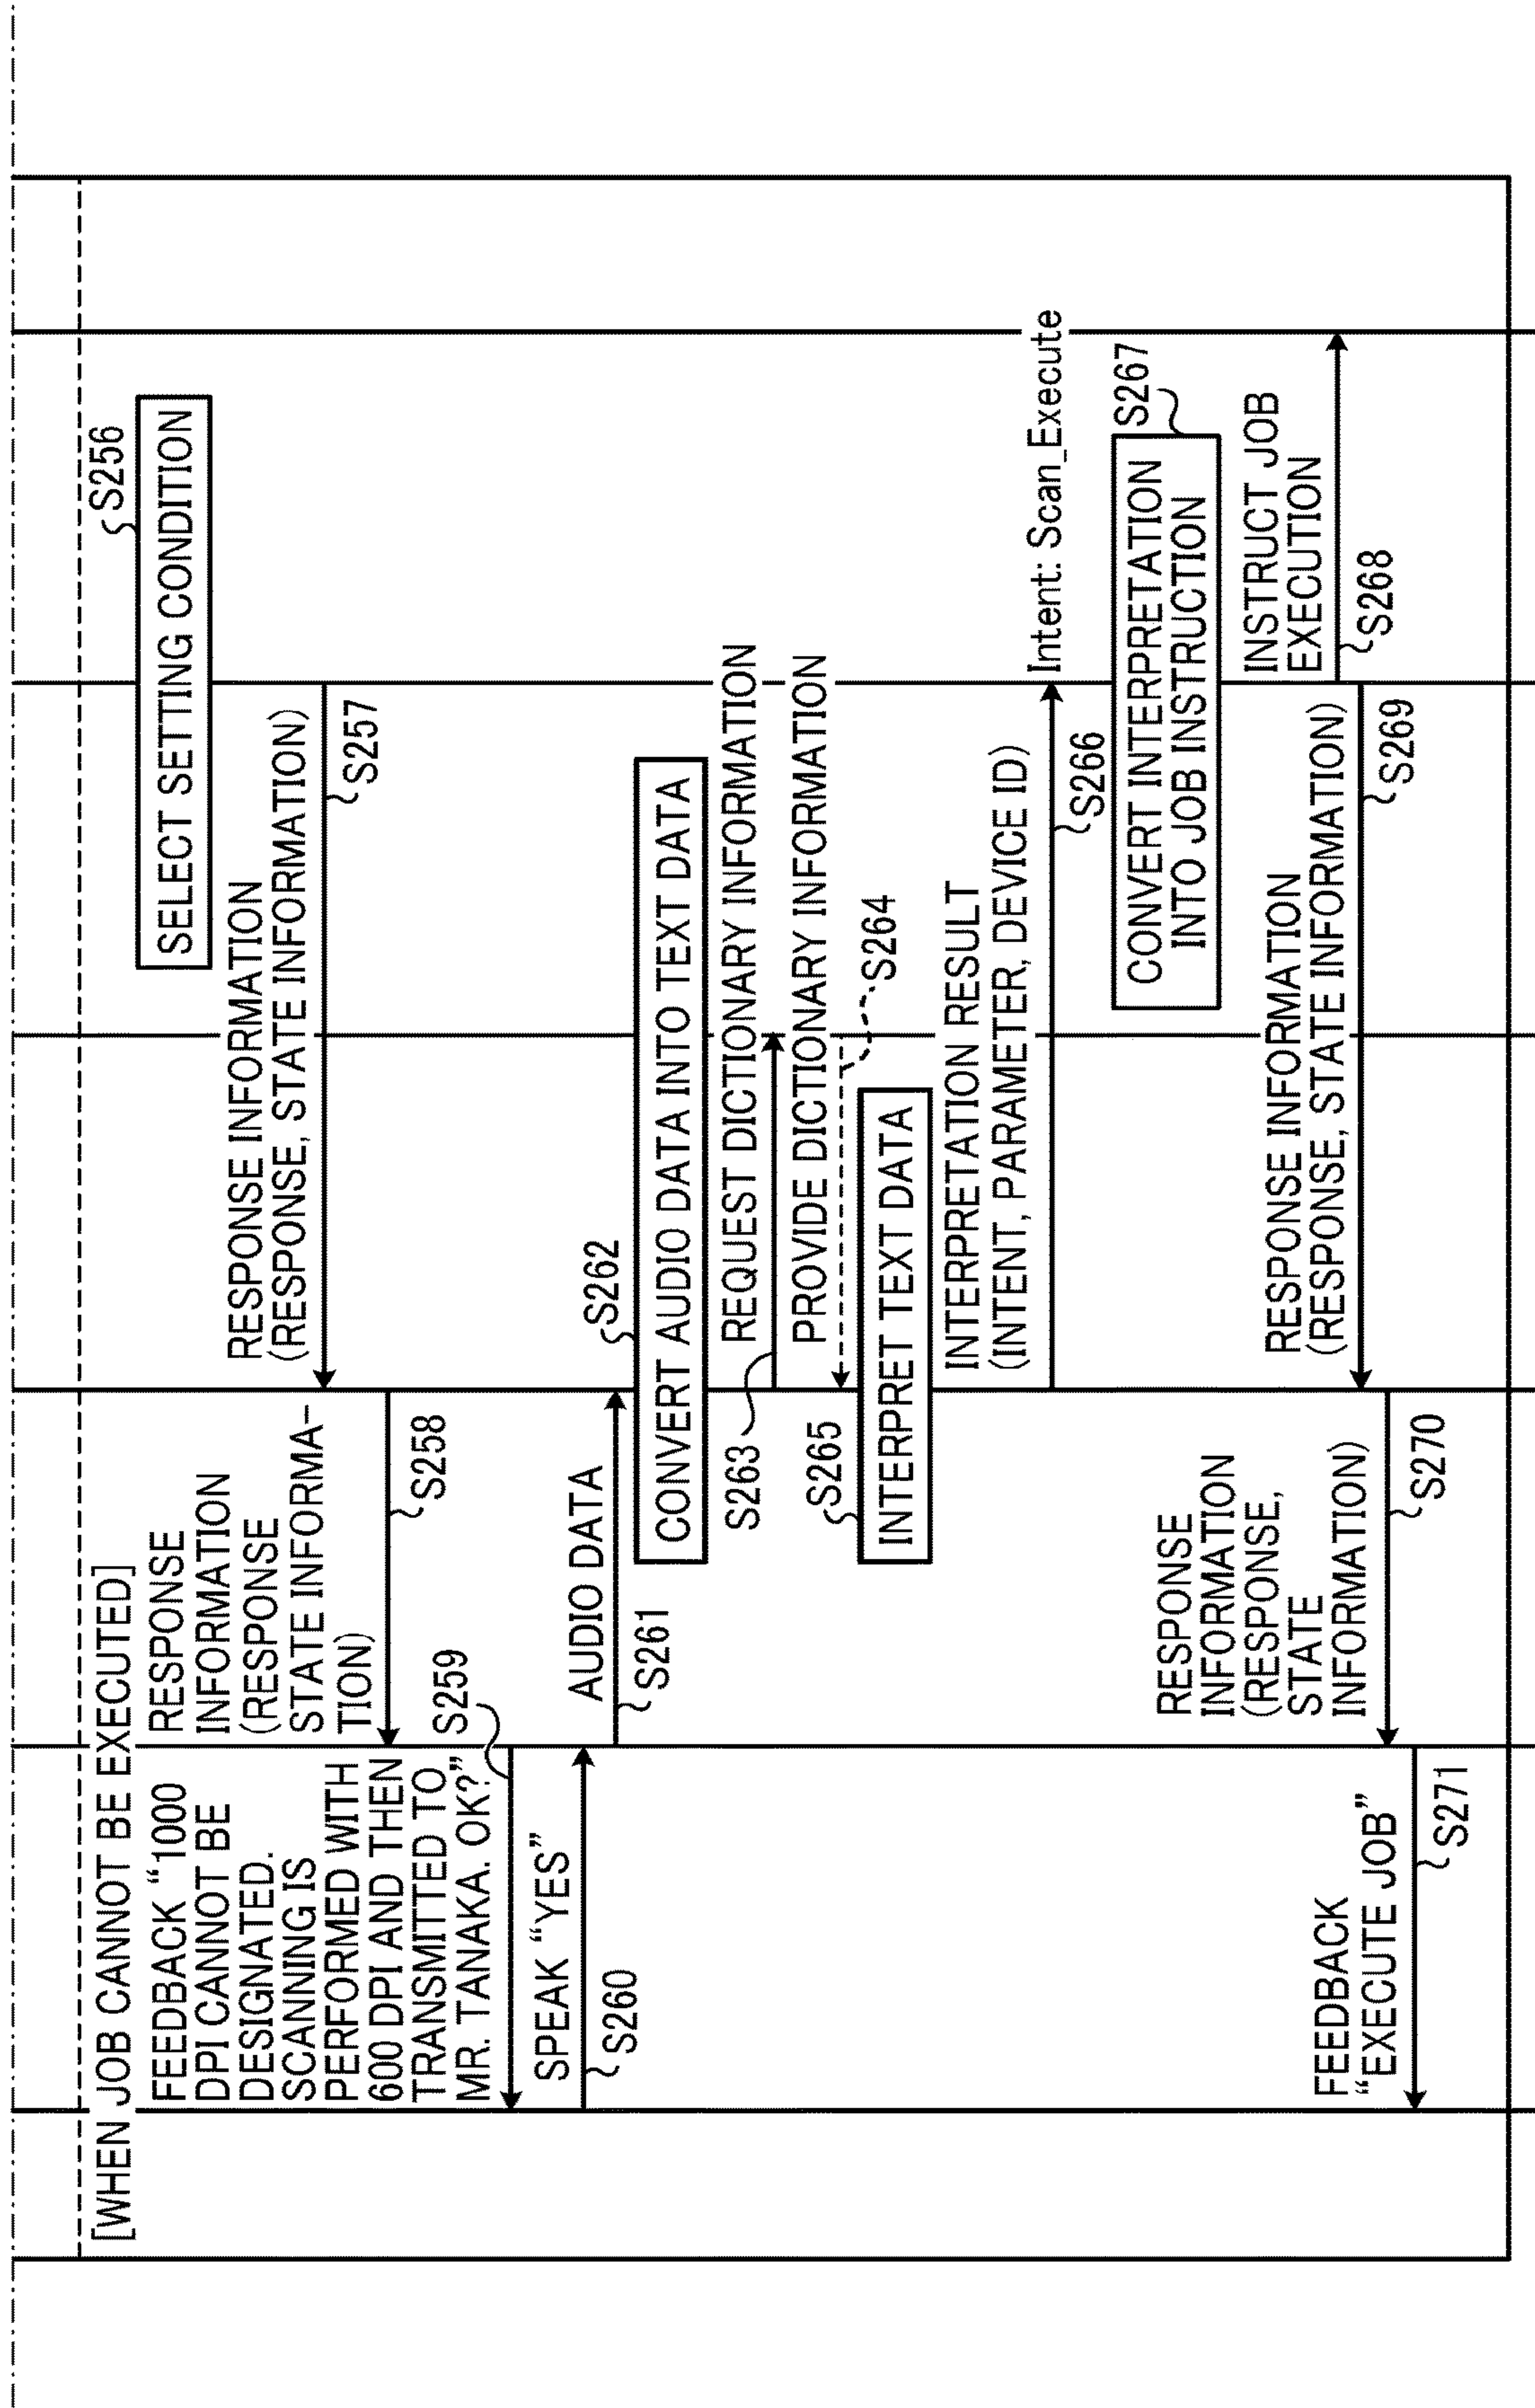 [WHEN JOB CANNOT BE EXECUTED]
S256
SELECT SETTING CONDITION
RESPONSE INFORMATION
(RESPONSE, STATE INFORMATION)
S257
RESPONSE
INFORMATION
(RESPONSE
STATE INFORMA-
TION)
S258
FEEDBACK “1000
DPI CANNOT BE
DESIGNATED.
SCANNING IS
PERFORMED WITH
600 DPI AND THEN
TRANSMITTED TO
MR. TANAKA. OK?”
S259
SPEAK “YES”
S260
AUDIO DATA
S261
S262
CONVERT AUDIO DATA INTO TEXT DATA
REQUEST DICTIONARY INFORMATION
S263
PROVIDE DICTIONARY INFORMATION
S264
S265
INTERPRET TEXT DATA
INTERPRETATION RESULT
(INTENT, PARAMETER, DEVICE ID)
S266
Intent: Scan_Execute
S267
CONVERT INTERPRETATION
INTO JOB INSTRUCTION
INSTRUCT JOB
EXECUTION
S268
RESPONSE INFORMATION
(RESPONSE, STATE INFORMATION)
S269
RESPONSE
INFORMATION
(RESPONSE,
STATE
INFORMATION)
S270
FEEDBACK
“EXECUTE JOB”
S271